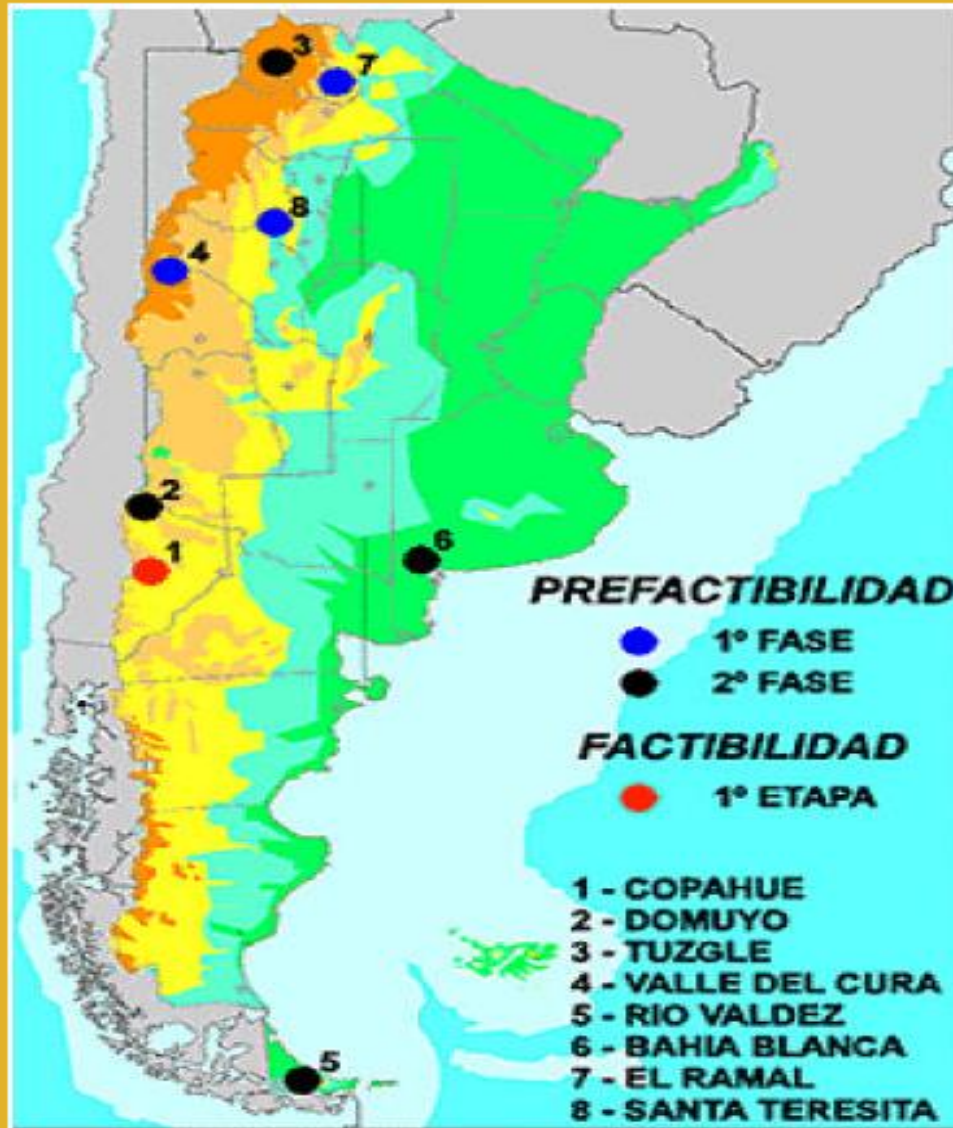 3
7
8
4
2
1
6
PREFACTIBILIDAD
1º FASE
2º FASE
FACTIBILIDAD
1º ETAPA
1 - COPAHUE
2 - DOMUYO
3 - TUZGLE
4 - VALLE DEL CURA
5 - RIO VALDEZ
6 - BAHIA BLANCA
7 - EL RAMAL
8 - SANTA TERESITA
5